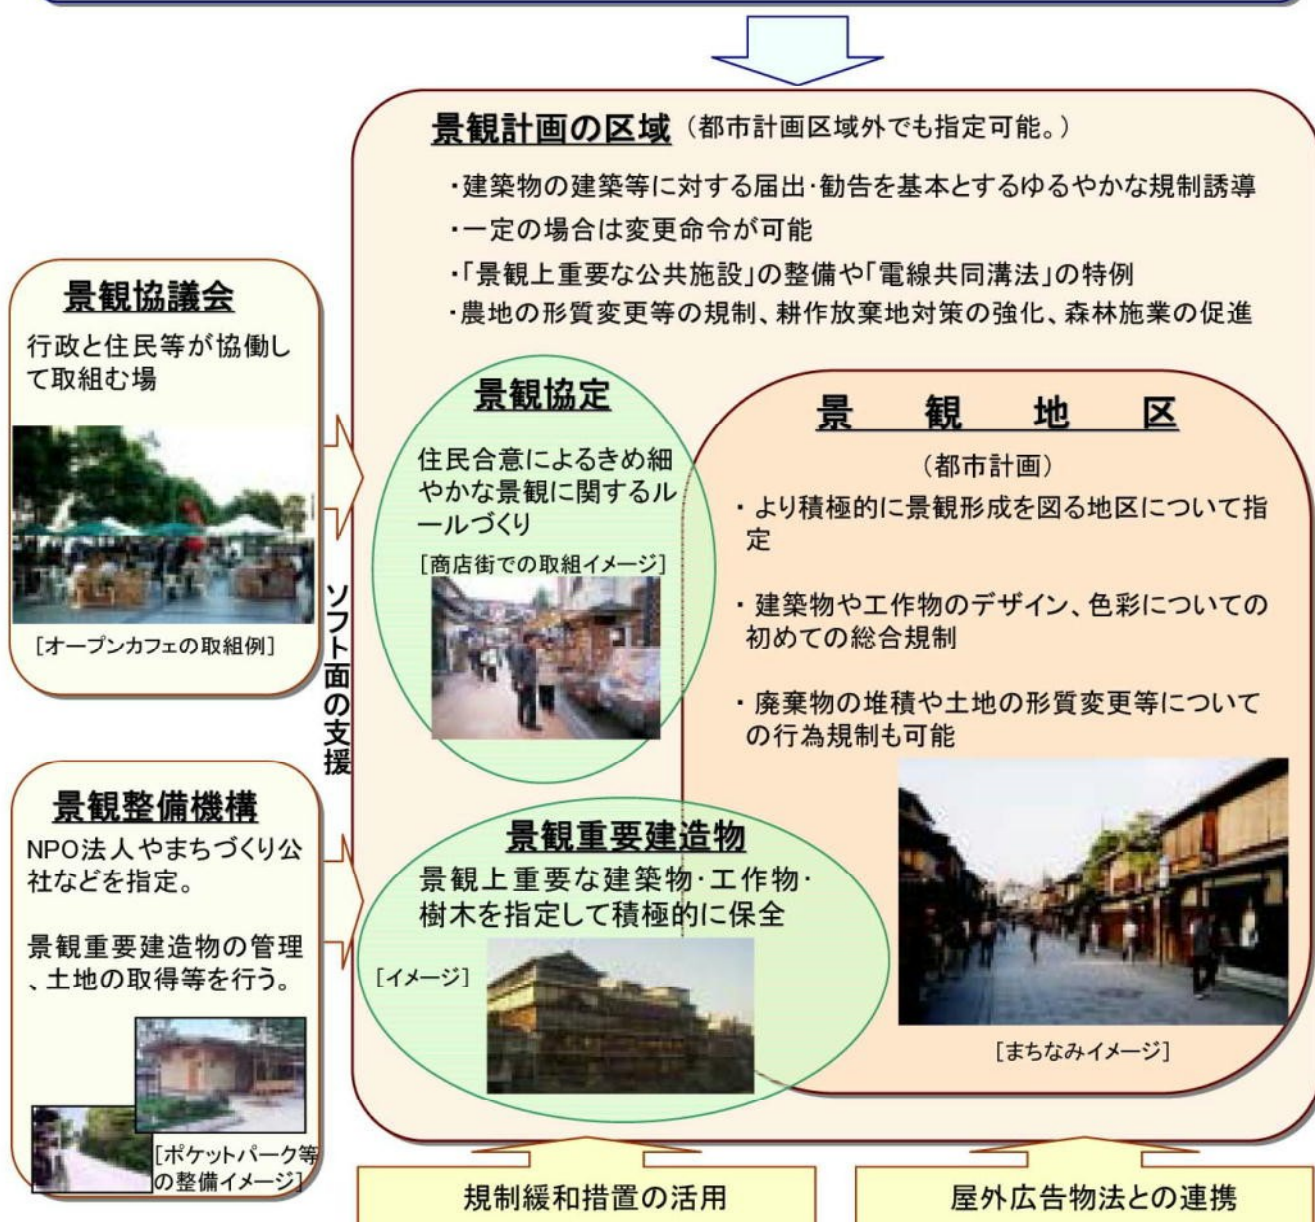 景観計画の区域（都市計画区域外でも指定可能。）
・建築物の建築等に対する届出・勧告を基本とするゆるやかな規制誘導
・一定の場合は変更命令が可能
・「景観上重要な公共施設」の整備や「電線共同溝法」の特例
・農地の形質変更等の規制、耕作放棄地対策の強化、森林施業の促進
景観協議会
行政と住民等が協働し
て取組む場
[オープンカフェの取組例]
景観整備機構
NPO法人やまちづくり公
社などを指定。
景観重要建造物の管理
、土地の取得等を行う。
[ポケットパーク等
の整備イメージ]
ソフト面の支援
景観協定
住民合意によるきめ細
やかな景観に関するル
ールづくり
[商店街での取組イメージ]
景観重要建造物
景観上重要な建築物・工作物・
樹木を指定して積極的に保全
[イメージ]
景観地区
（都市計画）
・より積極的に景観形成を図る地区について指
定
・建築物や工作物のデザイン、色彩についての
初めての総合規制
・廃棄物の堆積や土地の形質変更等について
の行為規制も可能
[まちなみイメージ]
規制緩和措置の活用
屋外広告物法との連携